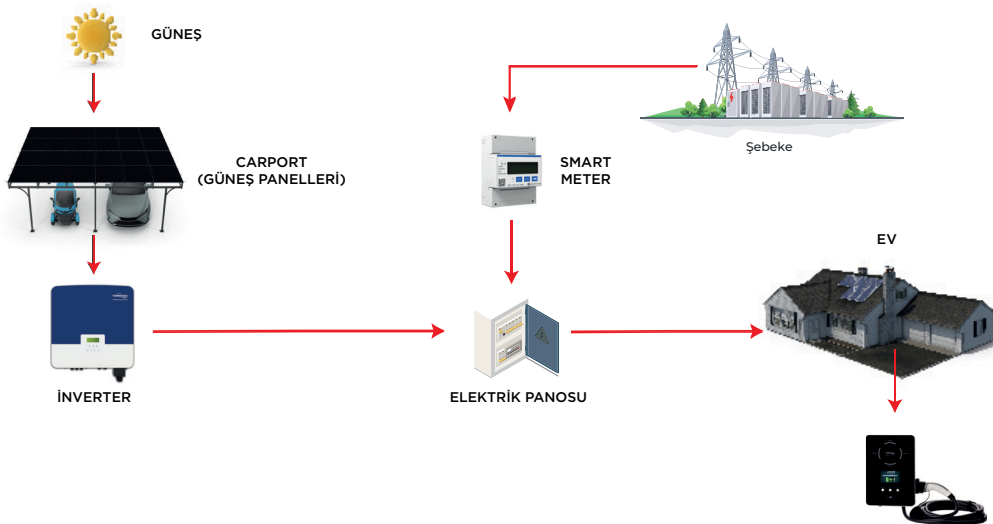 GÜNEŞ
CARPORT
(GÜNEŞ PANELLERİ)
SMART
METER
Şebeke
EV
İNVERTER
ELEKTRİK PANOSU